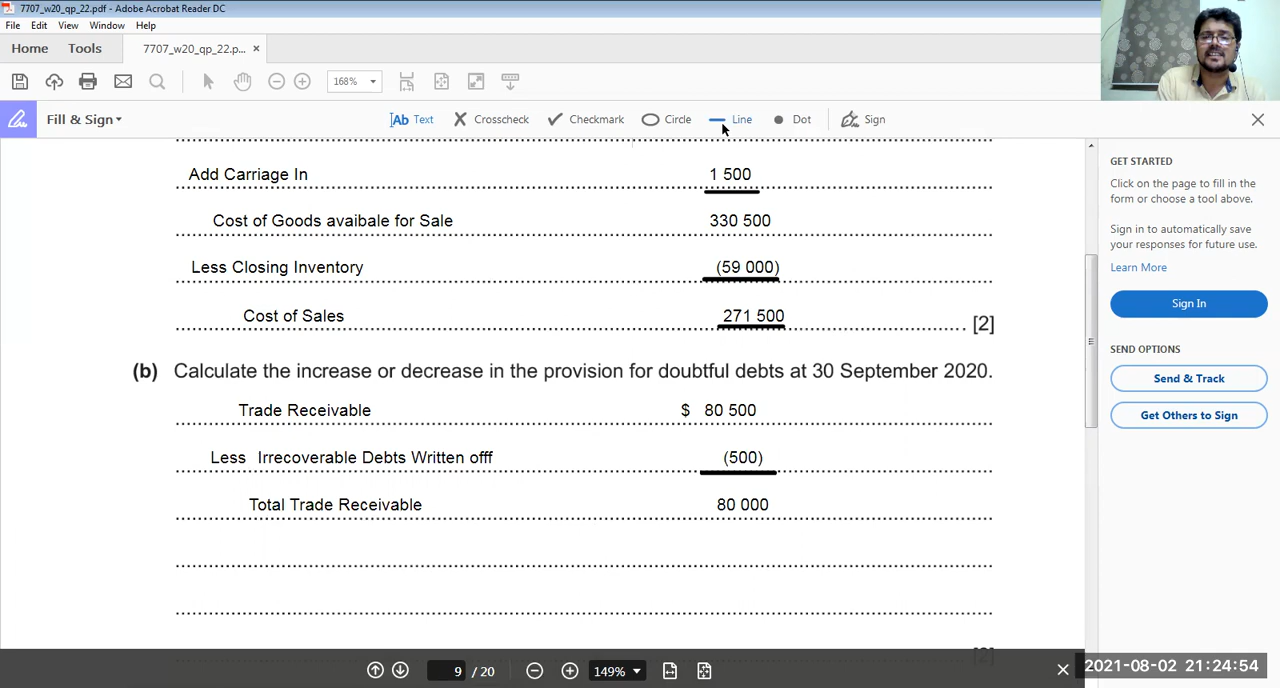 7707_w20_qp_22.pdf - Adobe Acrobat Reader DC
File Edit View Window Help
Home Tools 7707_w20_qp_22.p... ×
168%
Fill & Sign
Text Crosscheck Checkmark Circle Line Dot Sign
Add Carriage In 1 500
Cost of Goods avaibale for Sale 330 500
Less Closing Inventory (59 000)
Cost of Sales 271 500 [2]
(b) Calculate the increase or decrease in the provision for doubtful debts at 30 September 2020.
Trade Receivable $ 80 500
Less Irrecoverable Debts Written offf (500)
Total Trade Receivable 80 000
GET STARTED
Click on the page to fill in the
form or choose a tool above.
Sign in to automatically save
your responses for future use.
Learn More
Sign In
SEND OPTIONS
Send & Track
Get Others to Sign
9 / 20 149%
2021-08-02 21:24:54